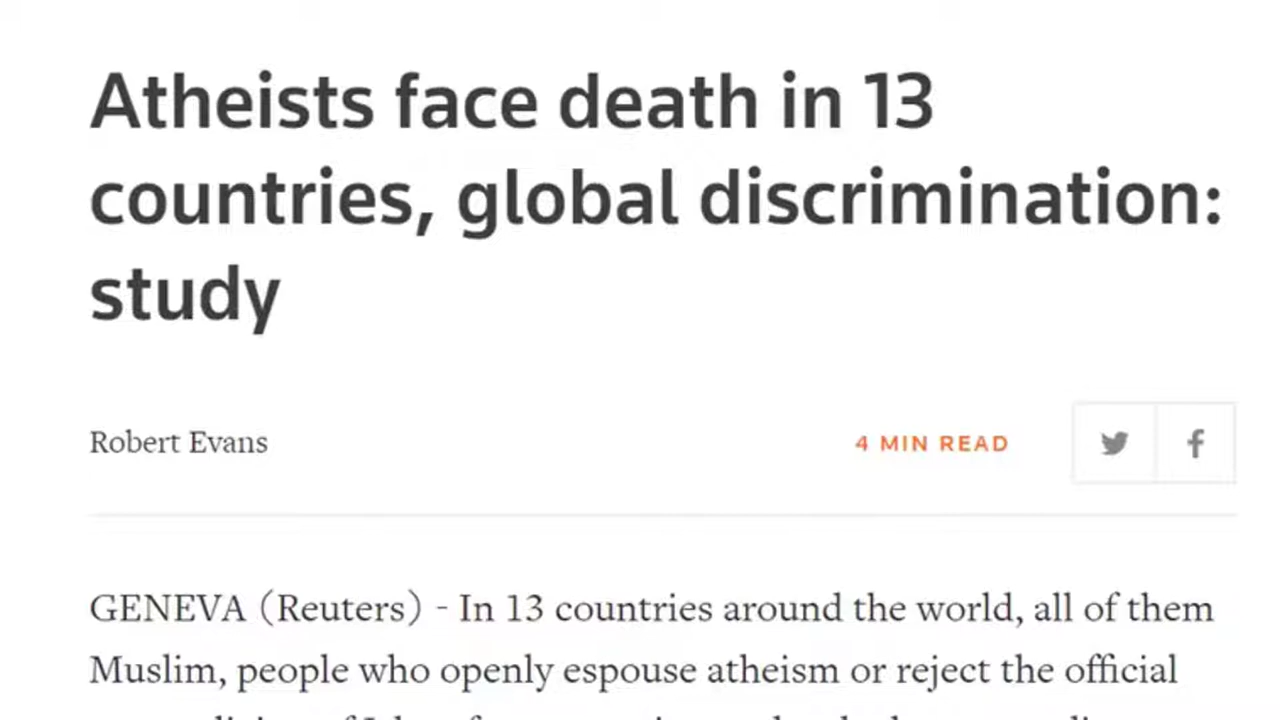 Atheists face death in 13
countries, global discrimination:
study
Robert Evans
4 MIN READ
GENEVA (Reuters) - In 13 countries around the world, all of them
Muslim, people who openly espouse atheism or reject the official